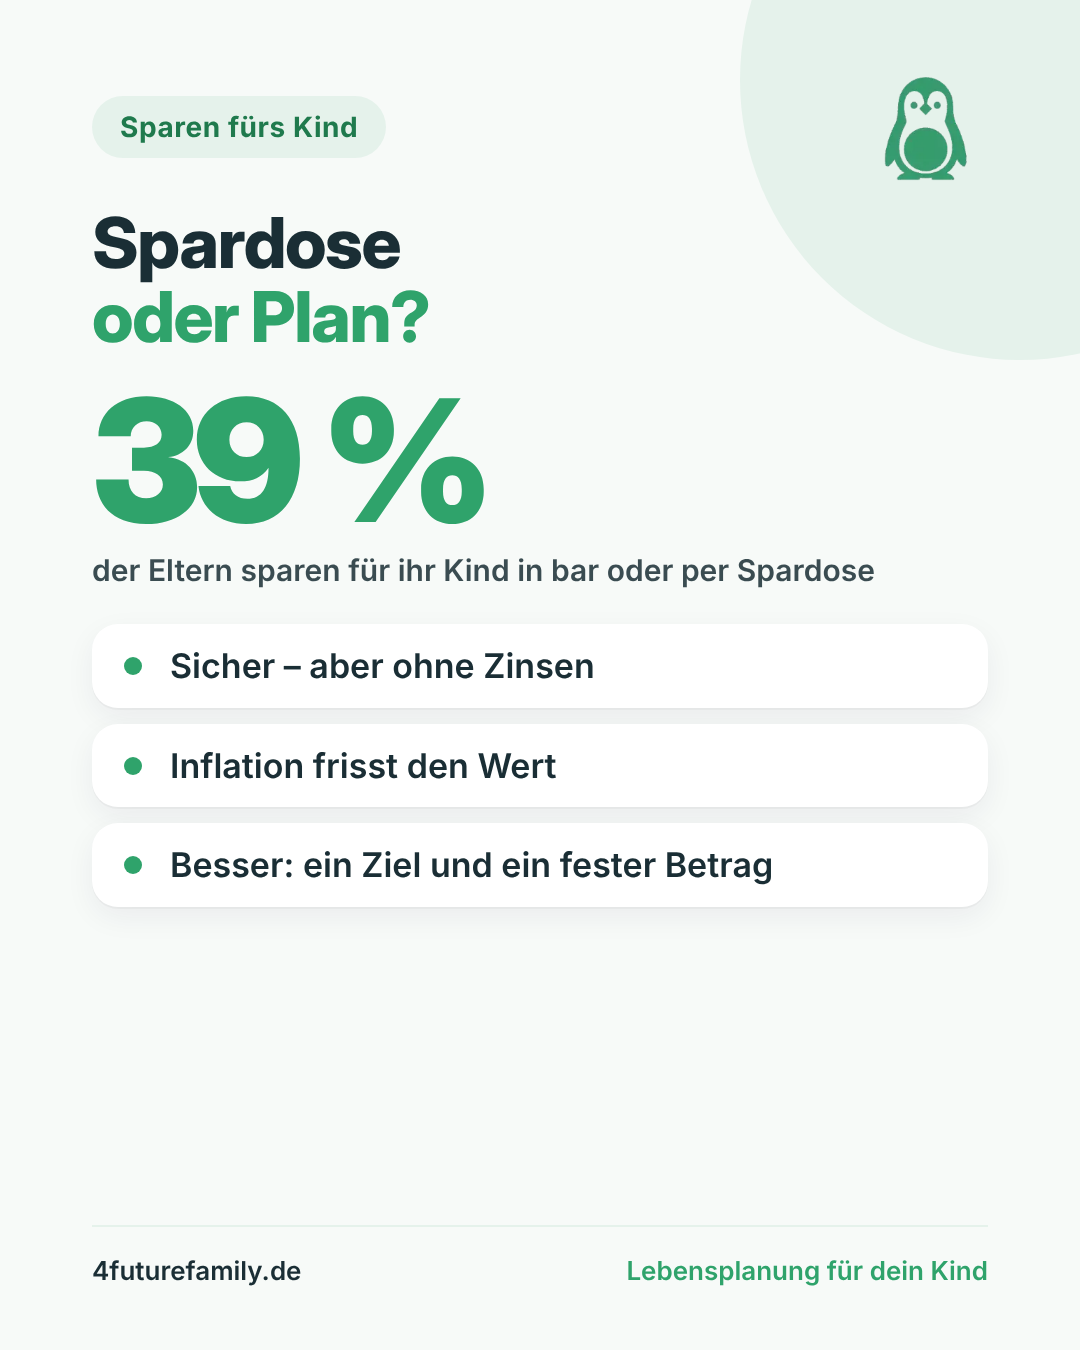 Sparen fürs Kind
Spardose
oder Plan?
39 %
der Eltern sparen für ihr Kind in bar oder per Spardose
Sicher – aber ohne Zinsen
Inflation frisst den Wert
Besser: ein Ziel und ein fester Betrag
4futurefamily.de
Lebensplanung für dein Kind